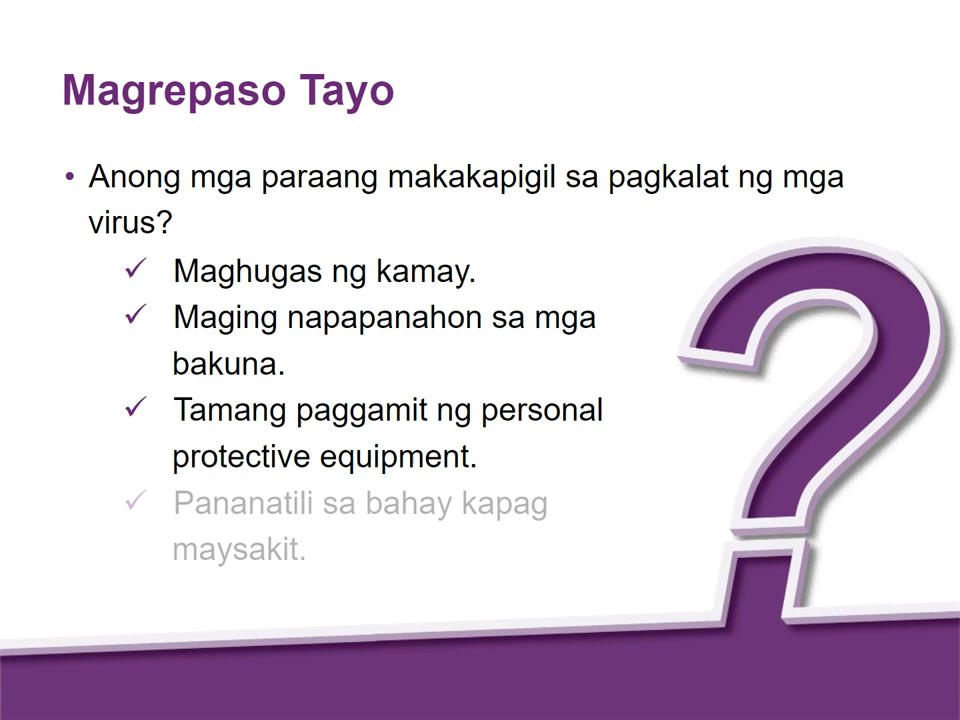 Magrepaso Tayo
• Anong mga paraang makakapigil sa pagkalat ng mga
virus?
✓ Maghugas ng kamay.
✓ Maging napapanahon sa mga
bakuna.
✓ Tamang paggamit ng personal
protective equipment.
✓ Pananatili sa bahay kapag
maysakit.